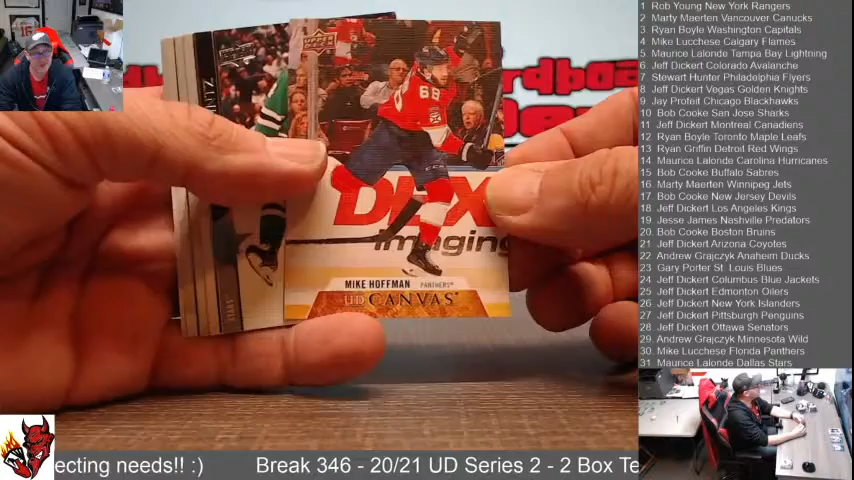 UPPER DECK
68
DEX
imaging
MIKE HOFFMAN PANTHERS
UD CANVAS
STARS
1 Rob Young New York Rangers
2 Marty Maerten Vancouver Canucks
3 Ryan Boyle Washington Capitals
4 Mike Lucchese Calgary Flames
5 Maurice Lalonde Tampa Bay Lightning
6 Jeff Dickert Colorado Avalanche
7 Stewart Hunter Philadelphia Flyers
8 Jeff Dickert Vegas Golden Knights
9 Jay Profeit Chicago Blackhawks
10 Bob Cooke San Jose Sharks
11 Jeff Dickert Montreal Canadiens
12 Ryan Boyle Toronto Maple Leafs
13 Ryan Griffin Detroit Red Wings
14 Maurice Lalonde Carolina Hurricanes
15 Bob Cooke Buffalo Sabres
16 Marty Maerten Winnipeg Jets
17 Bob Cooke New Jersey Devils
18 Jeff Dickert Los Angeles Kings
19 Jesse James Nashville Predators
20 Bob Cooke Boston Bruins
21 Jeff Dickert Arizona Coyotes
22 Andrew Grajczyk Anaheim Ducks
23 Gary Porter St. Louis Blues
24 Jeff Dickert Columbus Blue Jackets
25 Jeff Dickert Edmonton Oilers
26 Jeff Dickert New York Islanders
27 Jeff Dickert Pittsburgh Penguins
28 Jeff Dickert Ottawa Senators
29 Andrew Grajczyk Minnesota Wild
30 Mike Lucchese Florida Panthers
31 Maurice Lalonde Dallas Stars
ecting needs!! :) Break 346 - 20/21 UD Series 2 - 2 Box Te